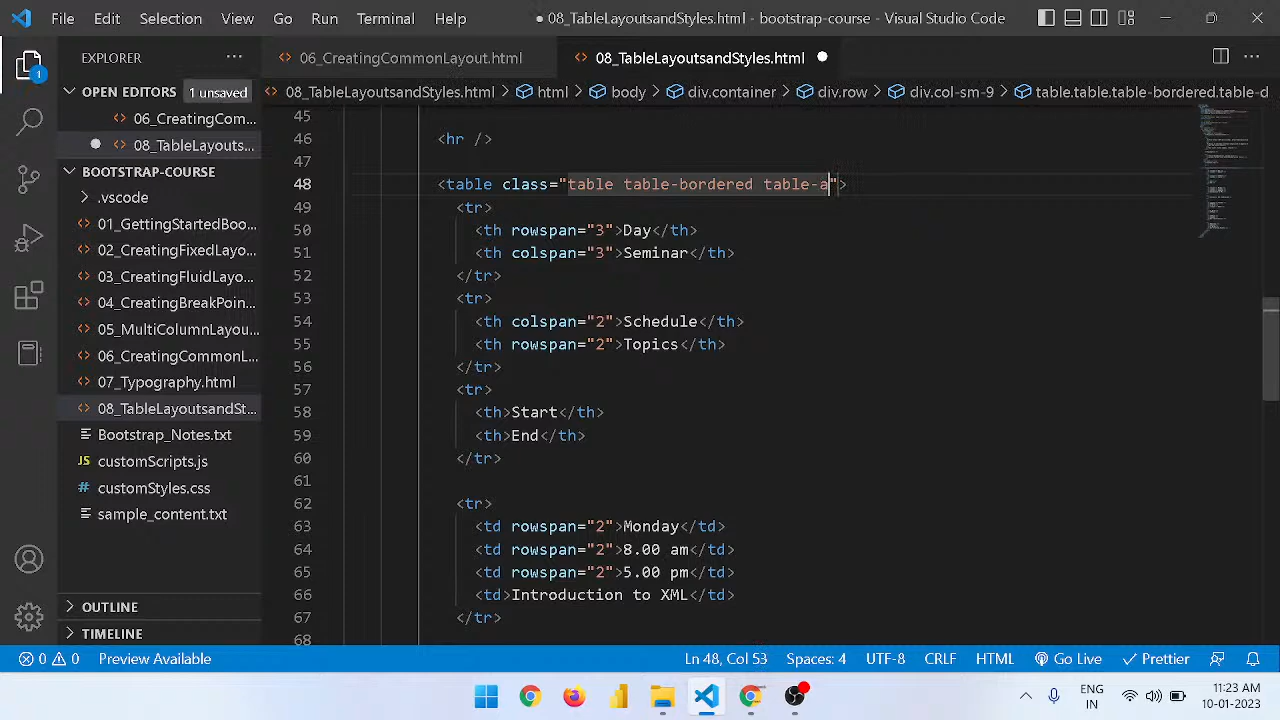 File Edit Selection View Go Run Terminal Help
● 08_TableLayoutsandStyles.html - bootstrap-course - Visual Studio Code
EXPLORER ...
06_CreatingCommonLayout.html
08_TableLayoutsandStyles.html
OPEN EDITORS 1 unsaved
08_TableLayoutsandStyles.html > html > body > div.container > div.row > div.col-sm-9 > table.table.table-bordered.table-d
06_CreatingCom...
08_TableLayouts...
BOOTSTRAP-COURSE
.vscode
01_GettingStartedBoo...
02_CreatingFixedLayo...
03_CreatingFluidLayo...
04_CreatingBreakPoin...
05_MultiColumnLayou...
06_CreatingCommonL...
07_Typography.html
08_TableLayoutsandSt...
Bootstrap_Notes.txt
customScripts.js
customStyles.css
sample_content.txt
OUTLINE
TIMELINE
45
46 <hr />
47
48 <table class=" table-bordered ">
49 <tr>
50 <th rowspan="3">Day</th>
51 <th colspan="3">Seminar</th>
52 </tr>
53 <tr>
54 <th colspan="2">Schedule</th>
55 <th rowspan="2">Topics</th>
56 </tr>
57 <tr>
58 <th>Start</th>
59 <th>End</th>
60 </tr>
61
62 <tr>
63 <td rowspan="2">Monday</td>
64 <td rowspan="2">8.00 am</td>
65 <td rowspan="2">5.00 pm</td>
66 <td>Introduction to XML</td>
67 </tr>
68
0 0 Preview Available
Ln 48, Col 53 Spaces: 4 UTF-8 CRLF HTML Go Live Prettier
ENG
IN
11:23 AM
10-01-2023
1